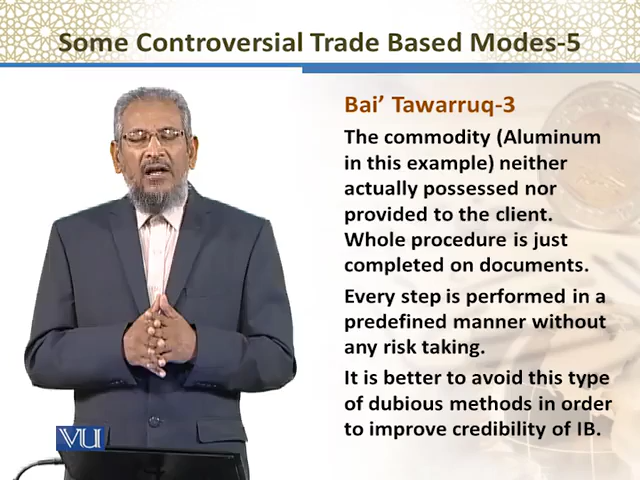 Some Controversial Trade Based Modes-5
Bai’ Tawarruq-3
The commodity (Aluminum
in this example) neither
actually possessed nor
provided to the client.
Whole procedure is just
completed on documents.
Every step is performed in a
predefined manner without
any risk taking.
It is better to avoid this type
of dubious methods in order
to improve credibility of IB.
VU